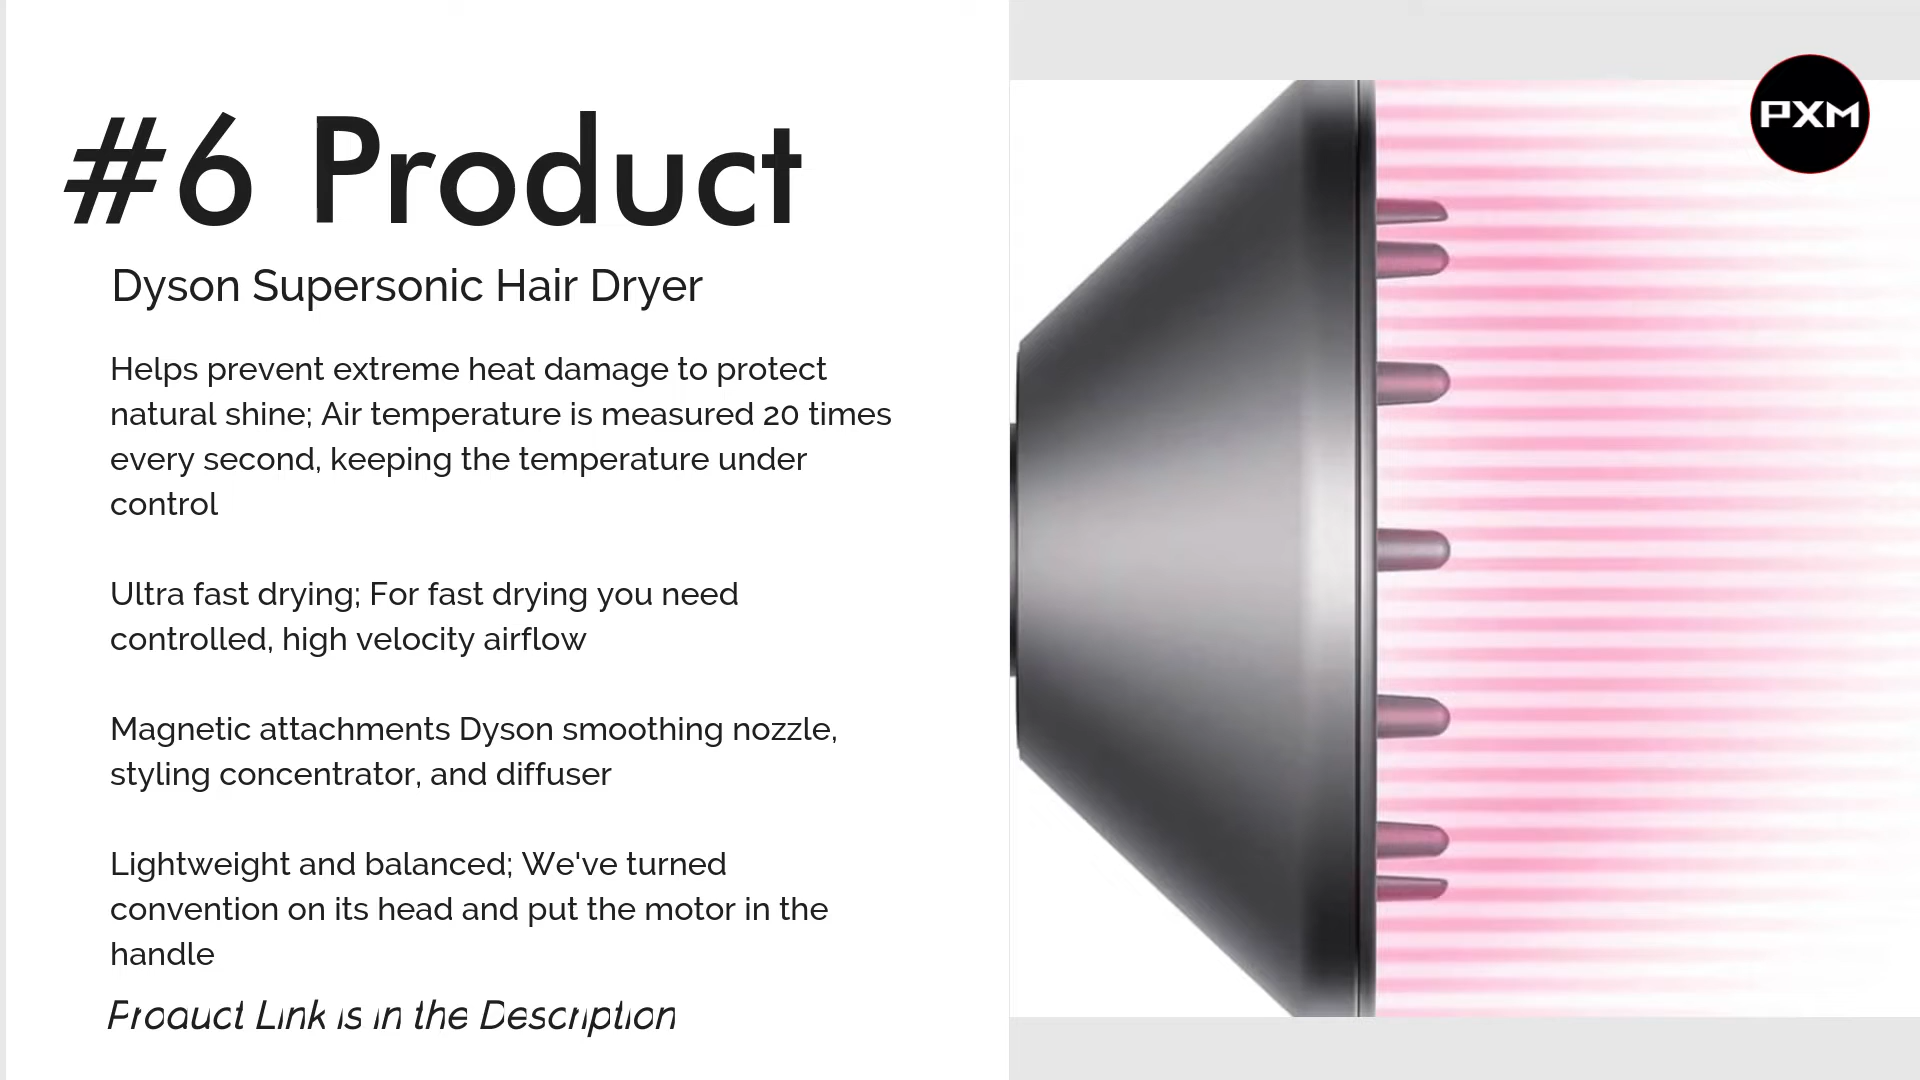 #6 Product
PXM
Dyson Supersonic Hair Dryer
Helps prevent extreme heat damage to protect
natural shine; Air temperature is measured 20 times
every second, keeping the temperature under
control
Ultra fast drying; For fast drying you need
controlled, high velocity airflow
Magnetic attachments Dyson smoothing nozzle,
styling concentrator, and diffuser
Lightweight and balanced; We've turned
convention on its head and put the motor in the
handle
Product Link is in the Description